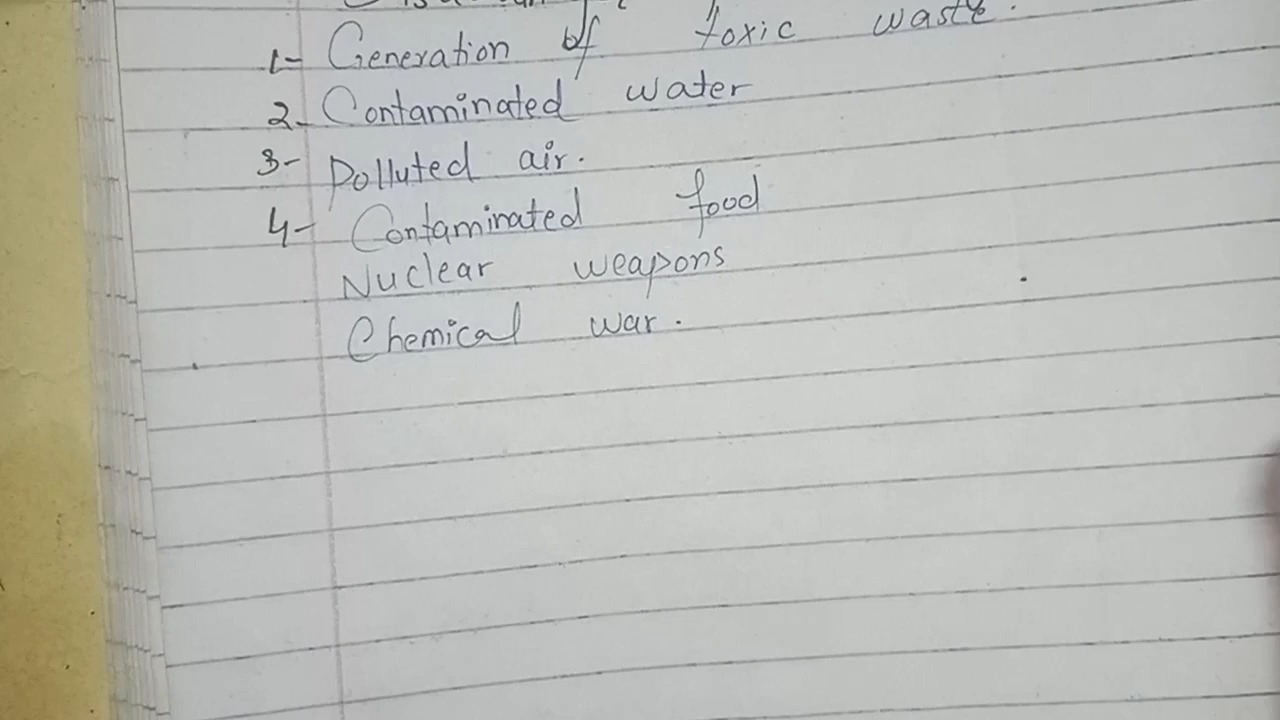 1- Generation of toxic waste.
2- Contaminated water
3- Polluted air.
4- Contaminated food
Nuclear weapons
Chemical war.